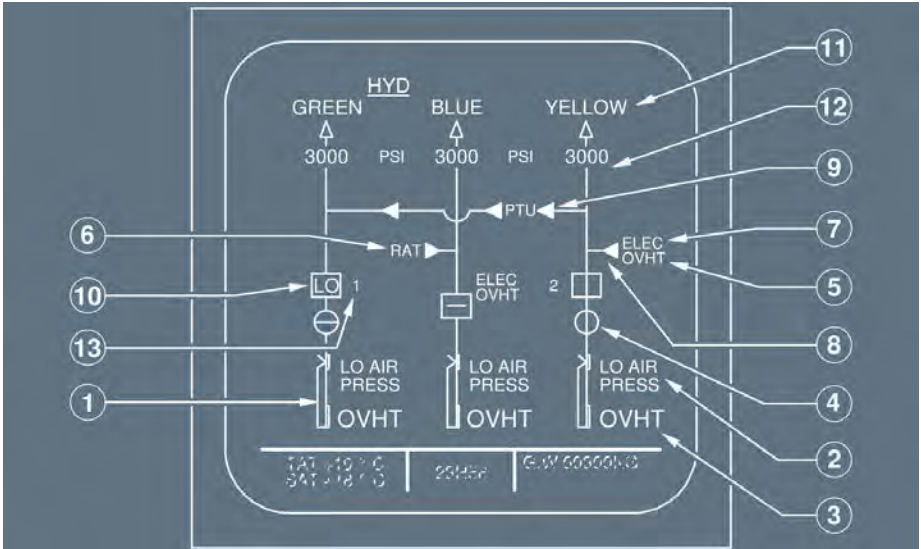 HYD
GREEN BLUE YELLOW 11
3000 PSI 3000 PSI 3000 12
PTU 9
6 RAT ELEC 7
OVHT 5
10 LO 1 ELEC
OVHT 2 8
13 4
LO AIR
PRESS LO AIR
PRESS LO AIR
PRESS 2
1 OVHT OVHT OVHT 3